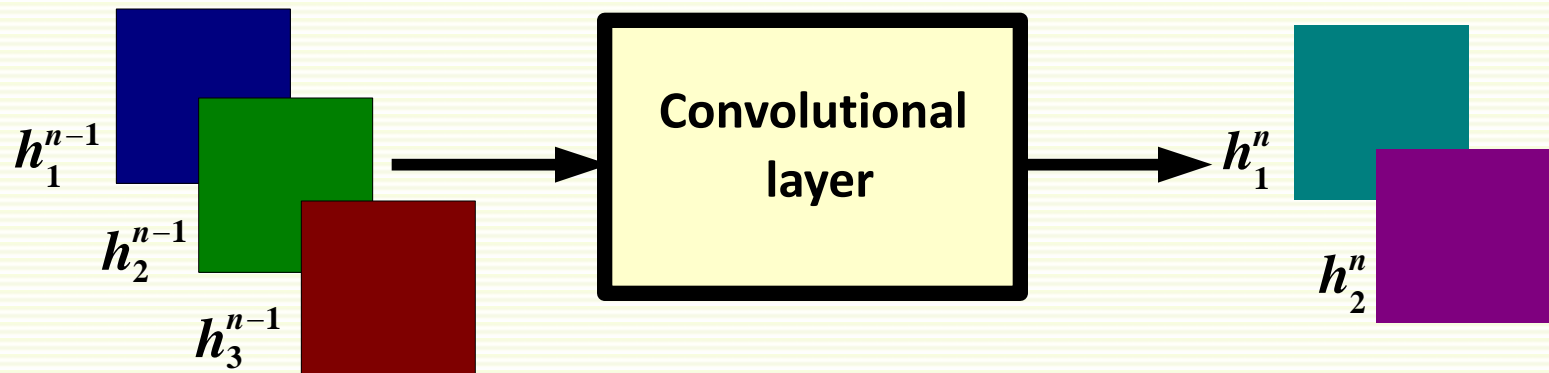 h₁ⁿ⁻¹
h₂ⁿ⁻¹
h₃ⁿ⁻¹
Convolutional
layer
h₁ⁿ
h₂ⁿ